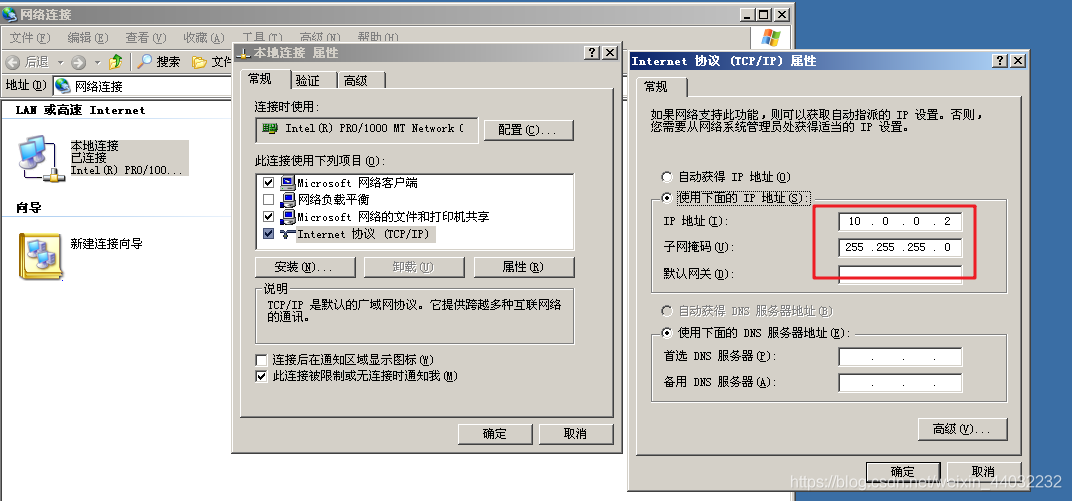 网络连接
文件(F) 编辑(E) 查看(V) 收藏(A) 工具(T) 高级(N) 帮助(H)
后退 搜索 文件
地址(D) 网络连接
LAN 或高速 Internet
本地连接
已连接
Intel(R) PRO/100...
向导
新建连接向导
本地连接 属性
常规 验证 高级
连接时使用:
Intel(R) PRO/1000 MT Network (
配置(C)...
此连接使用下列项目(O):
Microsoft 网络客户端
网络负载平衡
Microsoft 网络的文件和打印机共享
Internet 协议 (TCP/IP)
安装(N)... 卸载(U) 属性(R)
说明
TCP/IP 是默认的广域网协议。它提供跨越多种互联网络
的通讯。
连接后在通知区域显示图标(W)
此连接被限制或无连接时通知我(M)
确定 取消
Internet 协议 (TCP/IP) 属性
常规
如果网络支持此功能，则可以获取自动指派的 IP 设置。否则，
您需要从网络系统管理员处获得适当的 IP 设置。
自动获得 IP 地址(O)
使用下面的 IP 地址(S):
IP 地址(I): 10 . 0 . 0 . 2
子网掩码(U): 255 .255 .255 . 0
默认网关(D):
自动获得 DNS 服务器地址(B)
使用下面的 DNS 服务器地址(E):
首选 DNS 服务器(P): . . .
备用 DNS 服务器(A): . . .
高级(V)...
确定 取消
https://blog.csdn.net/weixin_44032232